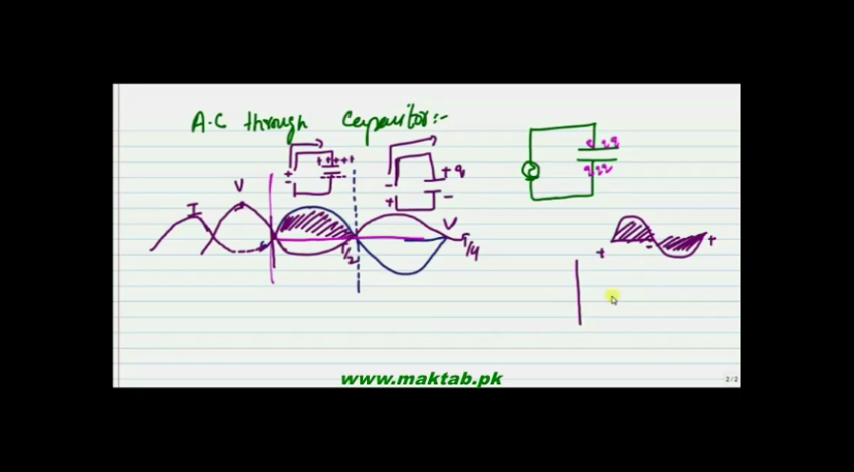 A.C through Capacitor:-
q q q
q q q
+ + + + +
+ q
-
+
-
-
+
I
V
V
T/2
T/4
+
-
+
www.maktab.pk
2/2